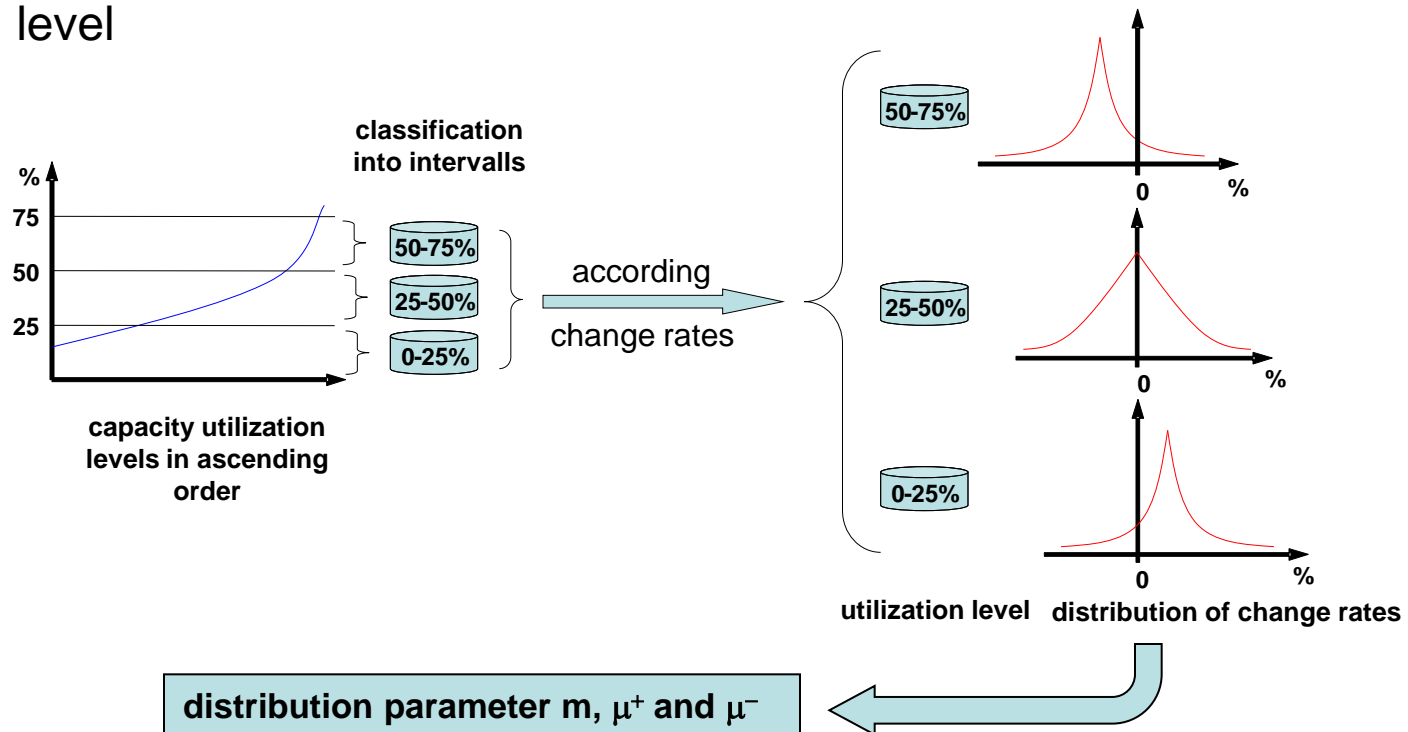 level
classification
into intervalls
%
75
50
25
50-75%
25-50%
0-25%
capacity utilization
levels in ascending
order
according
change rates
50-75%
0
%
25-50%
0
%
0-25%
0
%
utilization level
distribution of change rates
distribution parameter m, μ⁺ and μ⁻